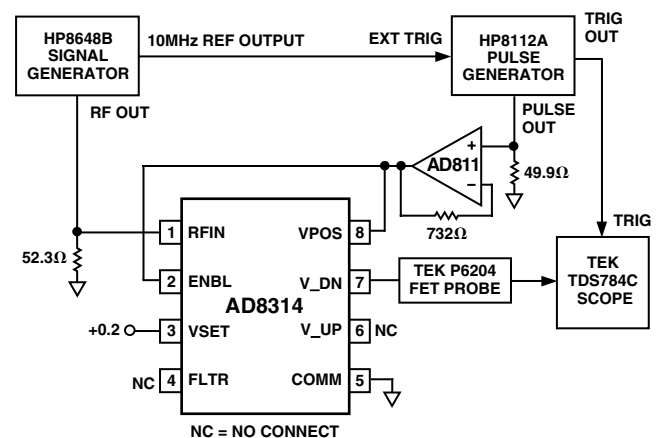 HP8648B
SIGNAL
GENERATOR
10MHz REF OUTPUT
EXT TRIG
HP8112A
PULSE
GENERATOR
TRIG
OUT
RF OUT
PULSE
OUT
+
AD811
–
49.9Ω
732Ω
TRIG
52.3Ω
1 RFIN
VPOS 8
2 ENBL
V_DN 7
AD8314
+0.2
3 VSET
V_UP 6 NC
NC 4 FLTR
COMM 5
TEK P6204
FET PROBE
TEK
TDS784C
SCOPE
NC = NO CONNECT